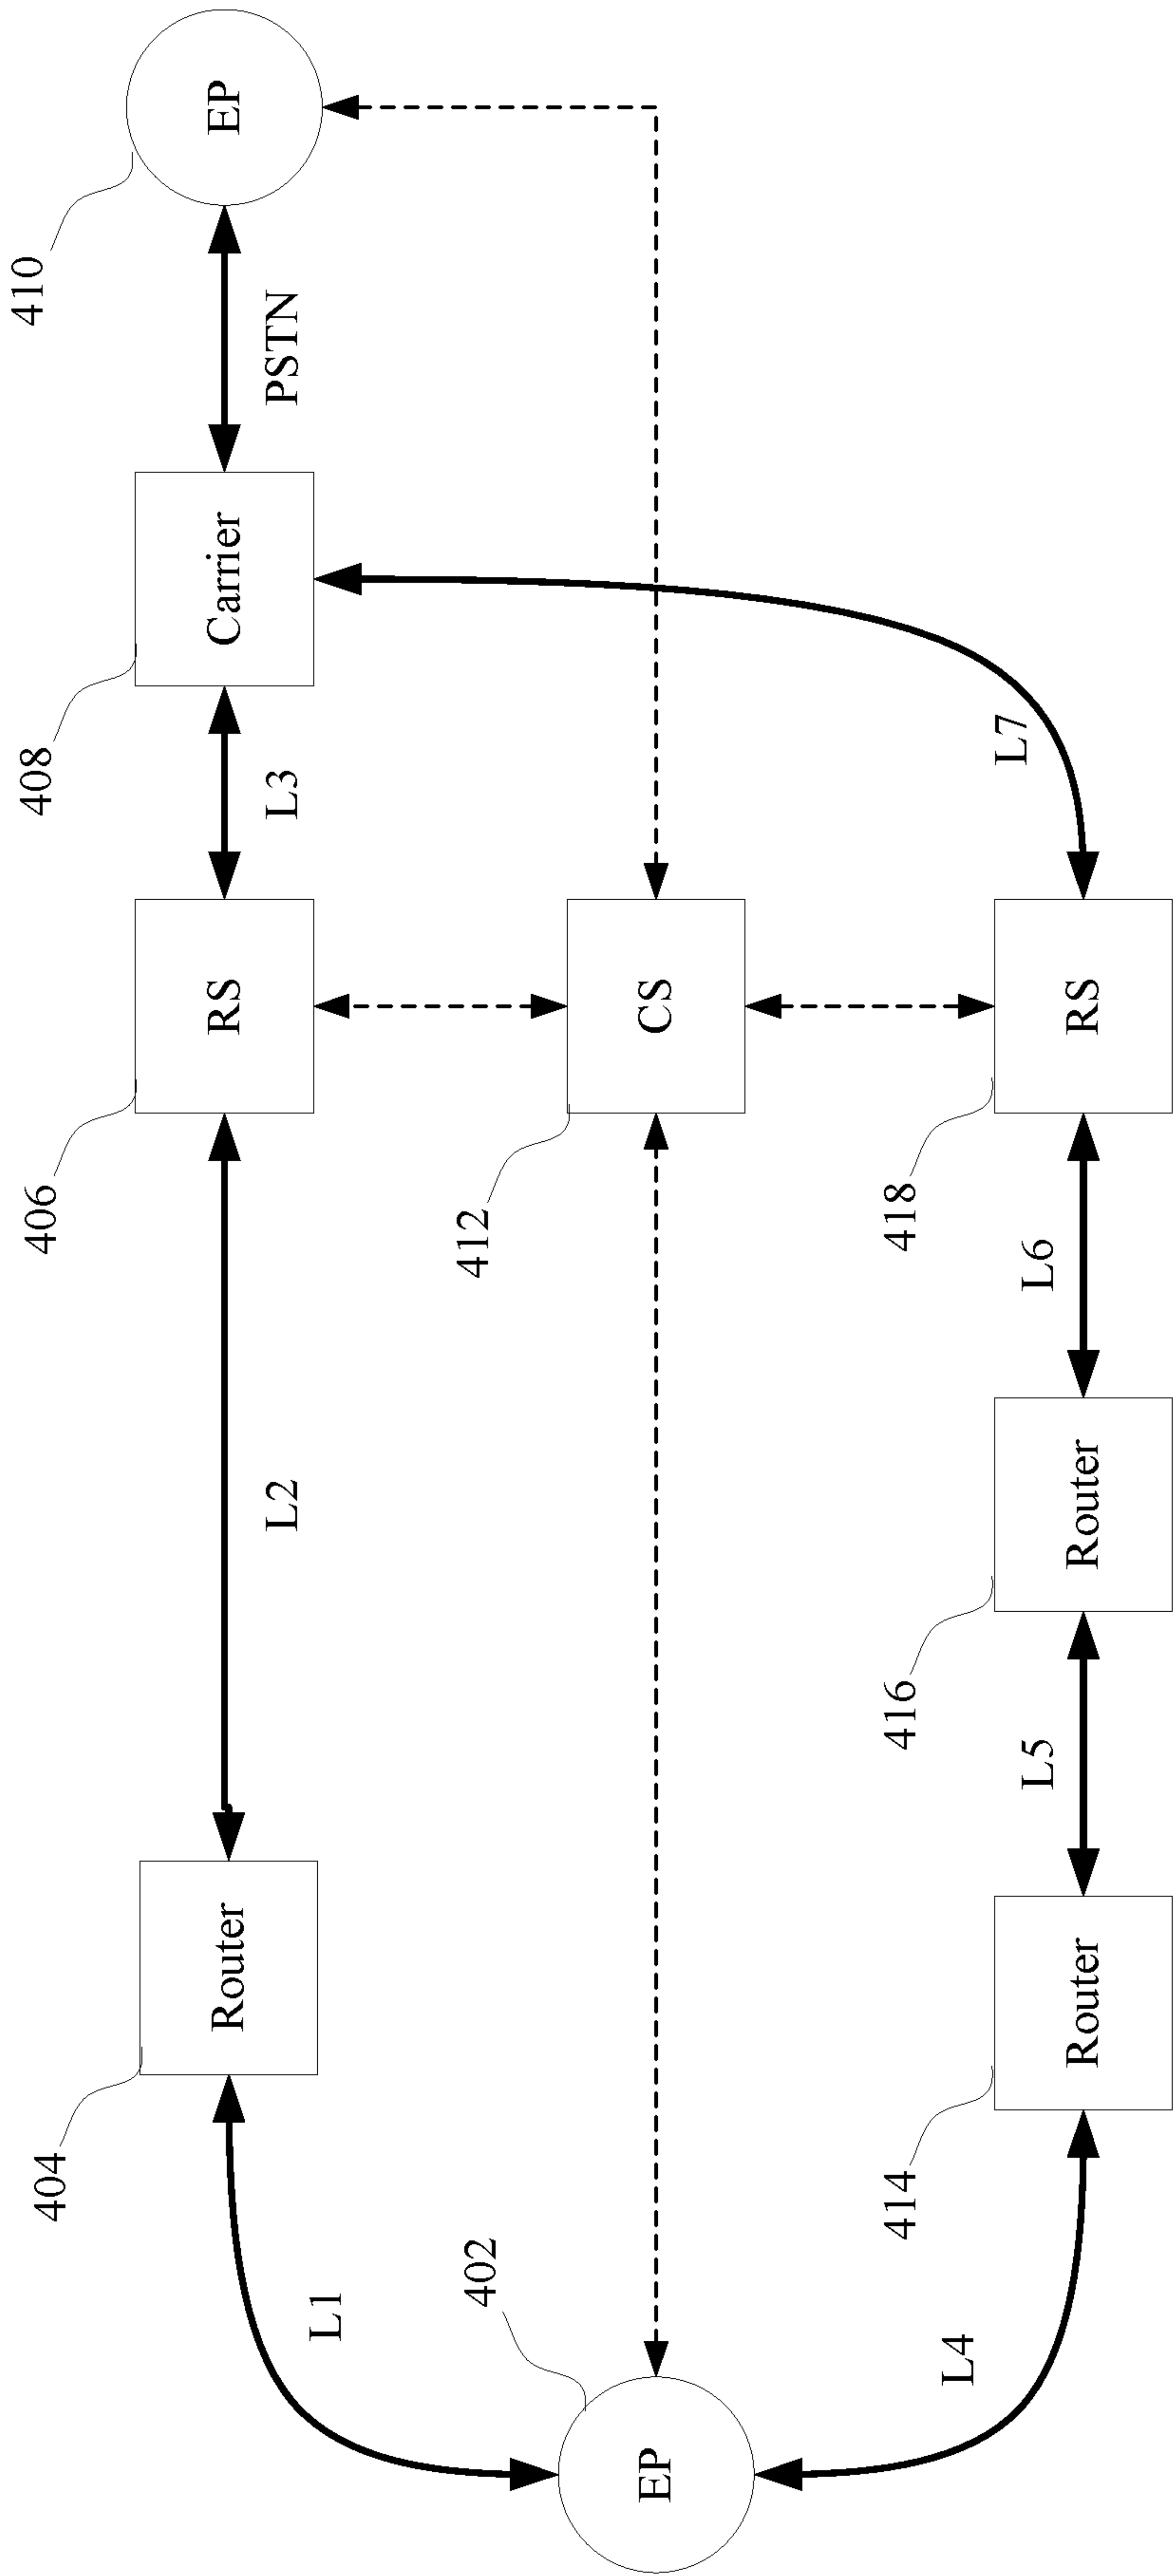 404
Router
L1
L2
406
RS
L3
408
Carrier
PSTN
410
EP
402
EP
412
CS
L4
414
Router
L5
416
Router
L6
418
RS
L7